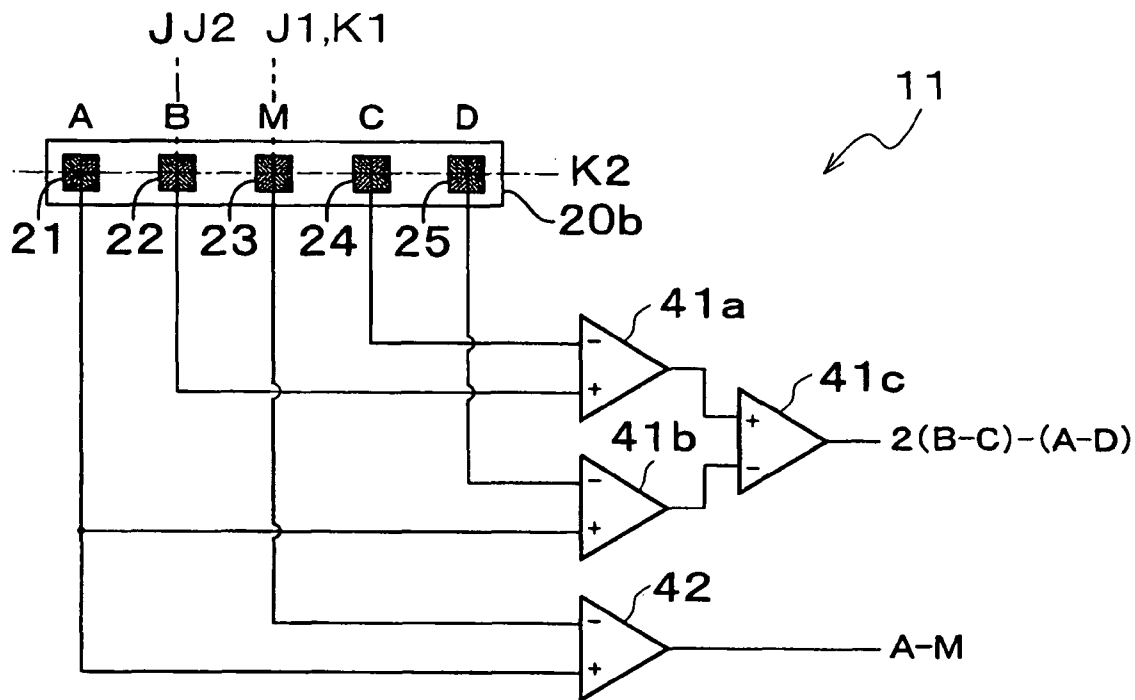 J J2 J1,K1
11
A B M C D
K2
20b
21 22 23 24 25
41a
-
+
41c
+
-
2(B-C)-(A-D)
41b
-
+
42
-
+
A-M